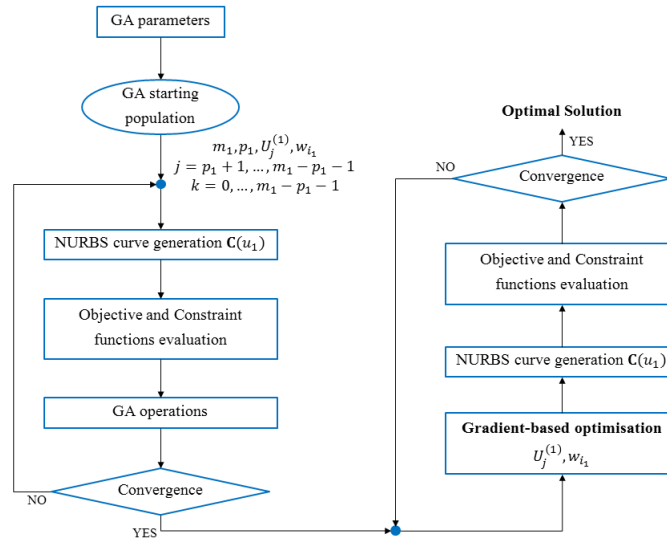 GA parameters
GA starting
population
m₁, p₁, U_j^(1), w_i₁
j = p₁ + 1, …, m₁ − p₁ − 1
k = 0, …, m₁ − p₁ − 1
NURBS curve generation C(u₁)
Objective and Constraint
functions evaluation
GA operations
Convergence
NO
YES
Optimal Solution
YES
NO
Convergence
Objective and Constraint
functions evaluation
NURBS curve generation C(u₁)
Gradient-based optimisation
U_j^(1), w_i₁